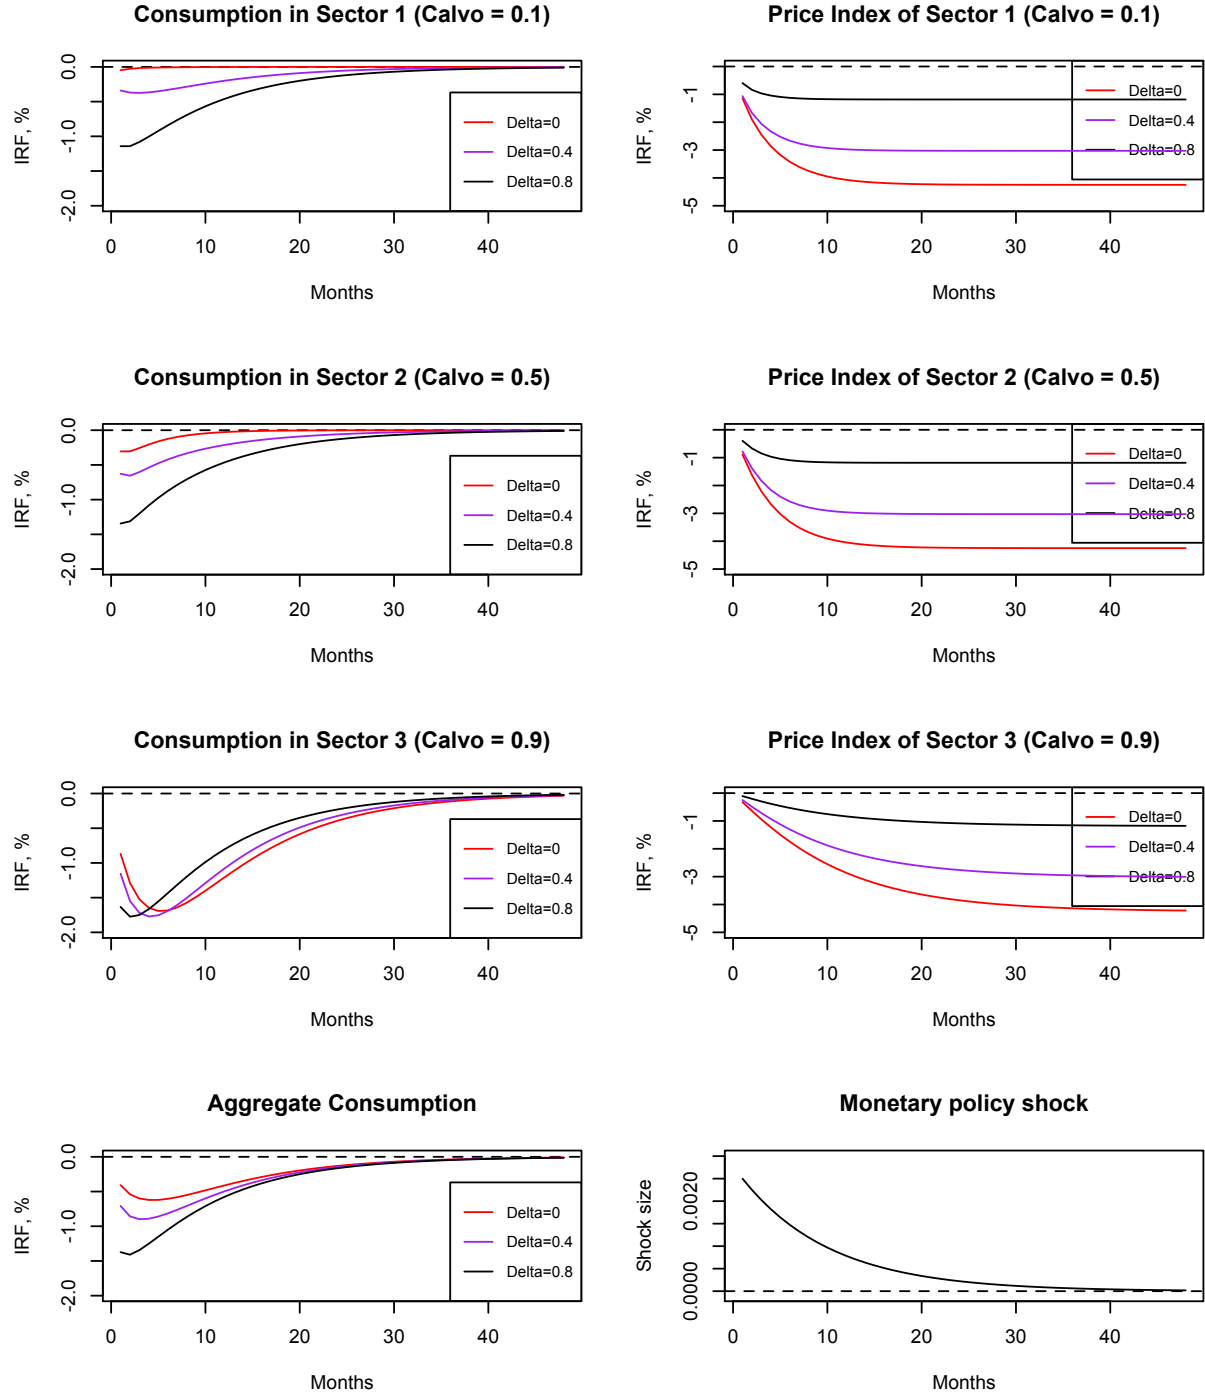 Consumption in Sector 1 (Calvo = 0.1)
IRF, %
0.0
-1.0
-2.0
Delta=0
Delta=0.4
Delta=0.8
0 10 20 30 40
Months
Price Index of Sector 1 (Calvo = 0.1)
IRF, %
-1
-3
-5
Delta=0
Delta=0.4
Delta=0.8
0 10 20 30 40
Months
Consumption in Sector 2 (Calvo = 0.5)
IRF, %
0.0
-1.0
-2.0
Delta=0
Delta=0.4
Delta=0.8
0 10 20 30 40
Months
Price Index of Sector 2 (Calvo = 0.5)
IRF, %
-1
-3
-5
Delta=0
Delta=0.4
Delta=0.8
0 10 20 30 40
Months
Consumption in Sector 3 (Calvo = 0.9)
IRF, %
0.0
-1.0
-2.0
Delta=0
Delta=0.4
Delta=0.8
0 10 20 30 40
Months
Price Index of Sector 3 (Calvo = 0.9)
IRF, %
-1
-3
-5
Delta=0
Delta=0.4
Delta=0.8
0 10 20 30 40
Months
Aggregate Consumption
IRF, %
0.0
-1.0
-2.0
Delta=0
Delta=0.4
Delta=0.8
0 10 20 30 40
Months
Monetary policy shock
Shock size
0.0020
0.0000
0 10 20 30 40
Months